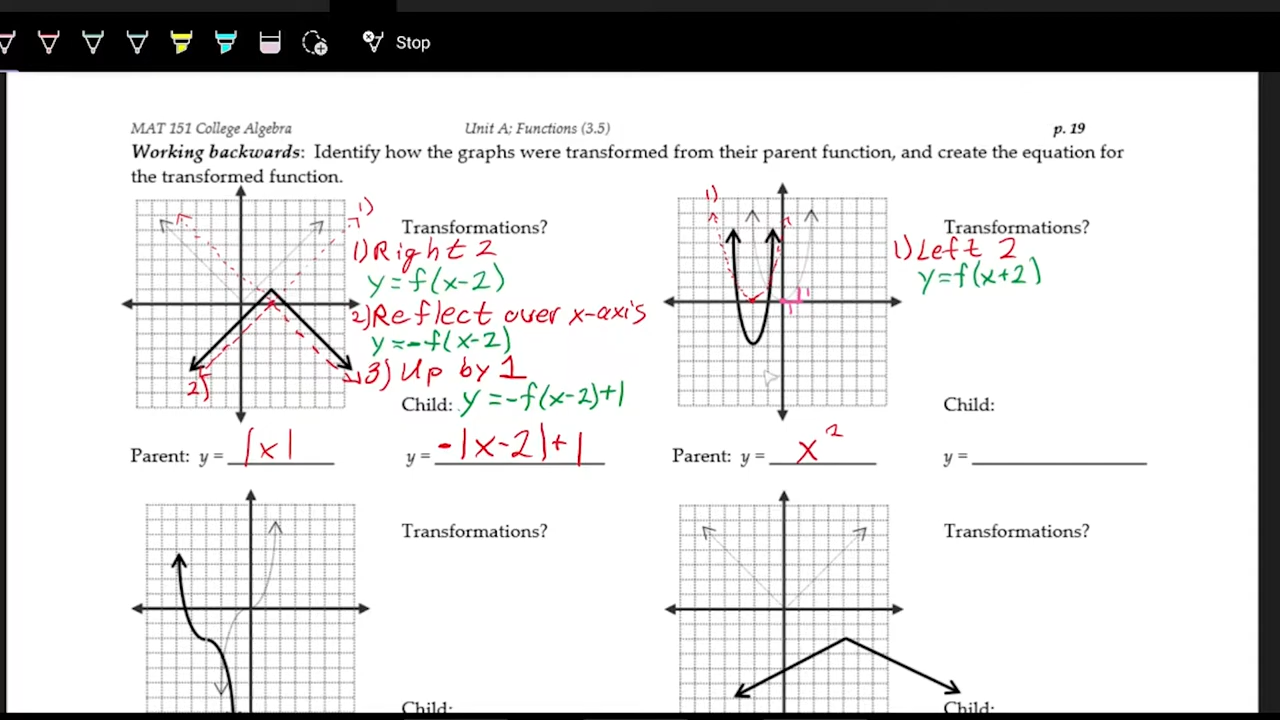 Stop
MAT 151 College Algebra Unit A; Functions (3.5) p. 19
Working backwards: Identify how the graphs were transformed from their parent function, and create the equation for
the transformed function.
1)
Transformations?
1) Right 2
y=f(x-2)
2) Reflect over x-axis
y=-f(x-2)
2)
3) Up by 1
Child: y=-f(x-2)+1
Parent: y = |x|
y = -|x-2|+1
1)
Transformations?
1) Left 2
y=f(x+2)
Child:
Parent: y = x²
y =
Transformations?
Child:
Transformations?
Child: